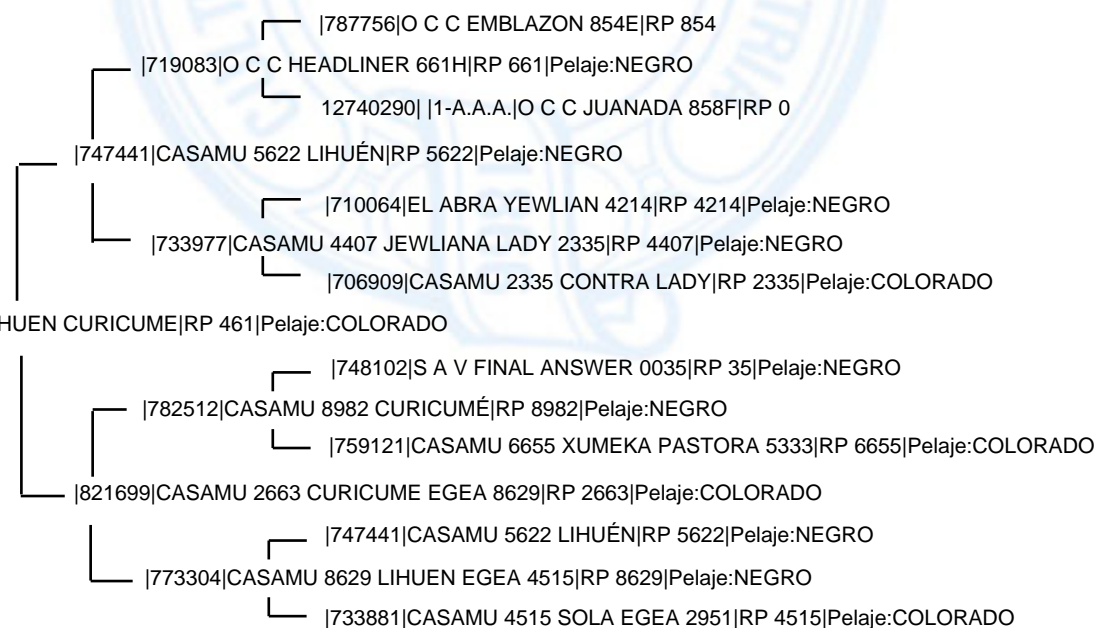 |787756|O C C EMBLAZON 854E|RP 854
|719083|O C C HEADLINER 661H|RP 661|Pelaje:NEGRO
12740290| |1-A.A.A.|O C C JUANADA 858F|RP 0
|747441|CASAMU 5622 LIHUÉN|RP 5622|Pelaje:NEGRO
|710064|EL ABRA YEWLIAN 4214|RP 4214|Pelaje:NEGRO
|733977|CASAMU 4407 JEWLIANA LADY 2335|RP 4407|Pelaje:NEGRO
|706909|CASAMU 2335 CONTRA LADY|RP 2335|Pelaje:COLORADO
HUEN CURICUME|RP 461|Pelaje:COLORADO
|748102|S A V FINAL ANSWER 0035|RP 35|Pelaje:NEGRO
|782512|CASAMU 8982 CURICUMÉ|RP 8982|Pelaje:NEGRO
|759121|CASAMU 6655 XUMEKA PASTORA 5333|RP 6655|Pelaje:COLORADO
|821699|CASAMU 2663 CURICUME EGEA 8629|RP 2663|Pelaje:COLORADO
|747441|CASAMU 5622 LIHUÉN|RP 5622|Pelaje:NEGRO
|773304|CASAMU 8629 LIHUEN EGEA 4515|RP 8629|Pelaje:NEGRO
|733881|CASAMU 4515 SOLA EGEA 2951|RP 4515|Pelaje:COLORADO